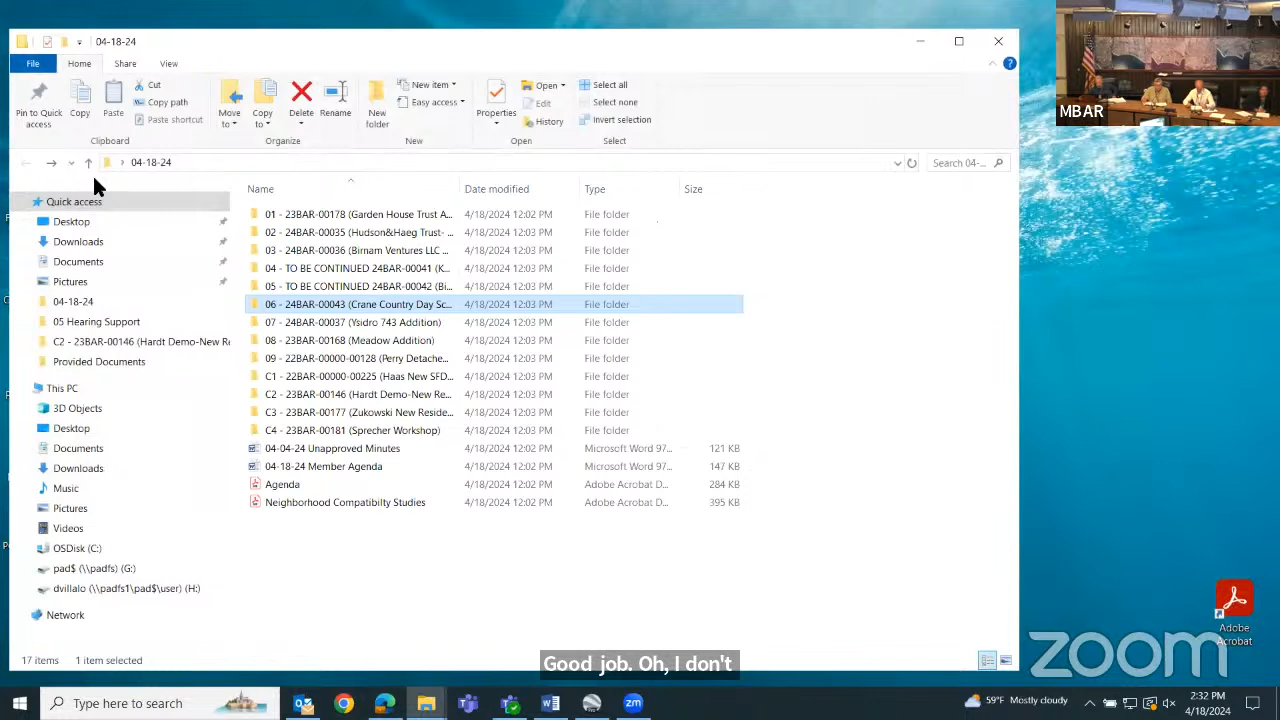 04-18-24
File Home Share View
Pin to Quick access
Copy
Paste
Cut
Copy path
Paste shortcut
Clipboard
Move to
Copy to
Delete
Rename
Organize
New folder
New item
Easy access
New
Properties
Open
Edit
History
Open
Select all
Select none
Invert selection
Select
04-18-24
Search 04-...
MBAR
Name Date modified Type Size
Quick access
Desktop
Downloads
Documents
Pictures
04-18-24
05 Hearing Support
C2 - 23BAR-00146 (Hardt Demo-New Re
Provided Documents
This PC
3D Objects
Desktop
Documents
Downloads
Music
Pictures
Videos
OSDisk (C:)
pad$ (\\padfs) (G:)
dvillalo (\\padfs1\pad$\user) (H:)
Network
01 - 23BAR-00178 (Garden House Trust A... 4/18/2024 12:02 PM File folder
02 - 24BAR-00035 (Hudson&Haeg Trust- ... 4/18/2024 12:02 PM File folder
03 - 24BAR-00036 (Birnam Ventures LLC ... 4/18/2024 12:02 PM File folder
04 - TO BE CONTINUED 24BAR-00041 (K... 4/18/2024 12:03 PM File folder
05 - TO BE CONTINUED 24BAR-00042 (Bi... 4/18/2024 12:03 PM File folder
06 - 24BAR-00043 (Crane Country Day Sc... 4/18/2024 12:03 PM File folder
07 - 24BAR-00037 (Ysidro 743 Addition) 4/18/2024 12:03 PM File folder
08 - 23BAR-00168 (Meadow Addition) 4/18/2024 12:03 PM File folder
09 - 22BAR-00000-00128 (Perry Detache... 4/18/2024 12:03 PM File folder
C1 - 22BAR-00000-00225 (Haas New SFD... 4/18/2024 12:03 PM File folder
C2 - 23BAR-00146 (Hardt Demo-New Re... 4/18/2024 12:03 PM File folder
C3 - 23BAR-00177 (Zukowski New Reside... 4/18/2024 12:03 PM File folder
C4 - 23BAR-00181 (Sprecher Workshop) 4/18/2024 12:03 PM File folder
04-04-24 Unapproved Minutes 4/18/2024 12:02 PM Microsoft Word 97... 121 KB
04-18-24 Member Agenda 4/18/2024 12:02 PM Microsoft Word 97... 147 KB
Agenda 4/18/2024 12:02 PM Adobe Acrobat D... 284 KB
Neighborhood Compatibilty Studies 4/18/2024 12:02 PM Adobe Acrobat D... 395 KB
17 items 1 item selected
Good job. Oh, I don't
Adobe
Acrobat
zoom
Type here to search
zm
59°F Mostly cloudy
2:32 PM
4/18/2024